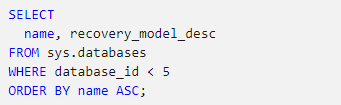 SELECT
  name, recovery_model_desc
FROM sys.databases
WHERE database_id < 5
ORDER BY name ASC;